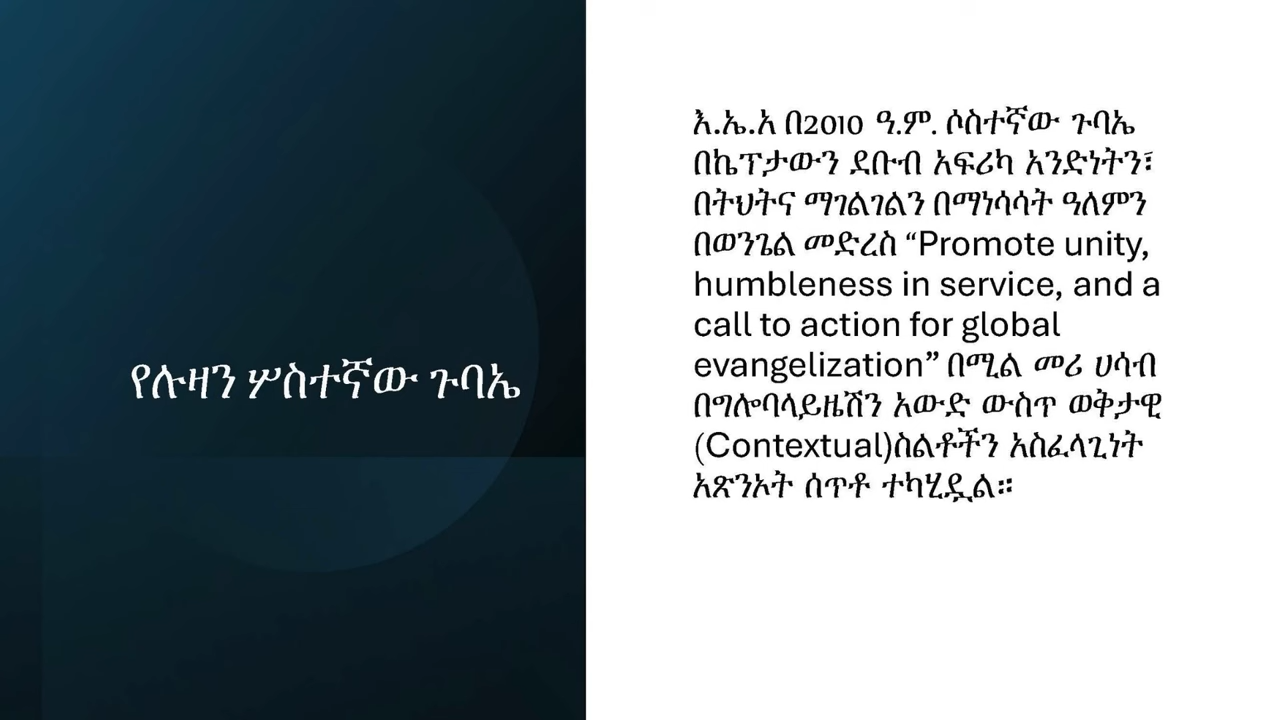 የሉዛን ሦስተኛው ጉባኤ
እ.ኤ.አ በ2010 ዓ.ም. ሶስተኛው ጉባኤ
በኬፕታውን ደቡብ አፍሪካ አንድነትን፣
በትህትና ማገልገልን በማነሳሳት ዓለምን
በወንጌል መድረስ “Promote unity,
humbleness in service, and a
call to action for global
evangelization” በሚል መሪ ሀሳብ
በግሎባላይዜሽን አውድ ውስጥ ወቅታዊ
(Contextual)ስልቶችን አስፈላጊነት
አጽንኦት ሰጥቶ ተካሂዷል።